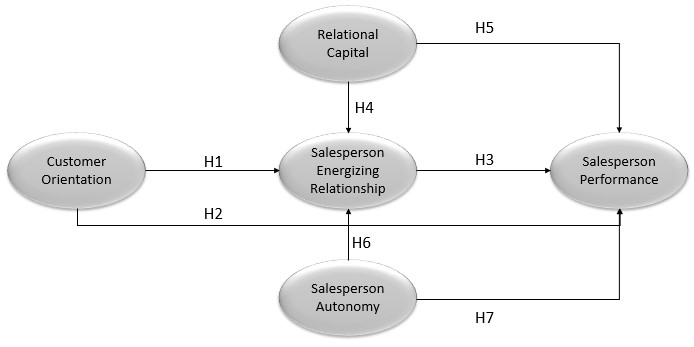 Relational
Capital
H5
H4
Customer
Orientation
H1
Salesperson
Energizing
Relationship
H3
Salesperson
Performance
H2
H6
Salesperson
Autonomy
H7